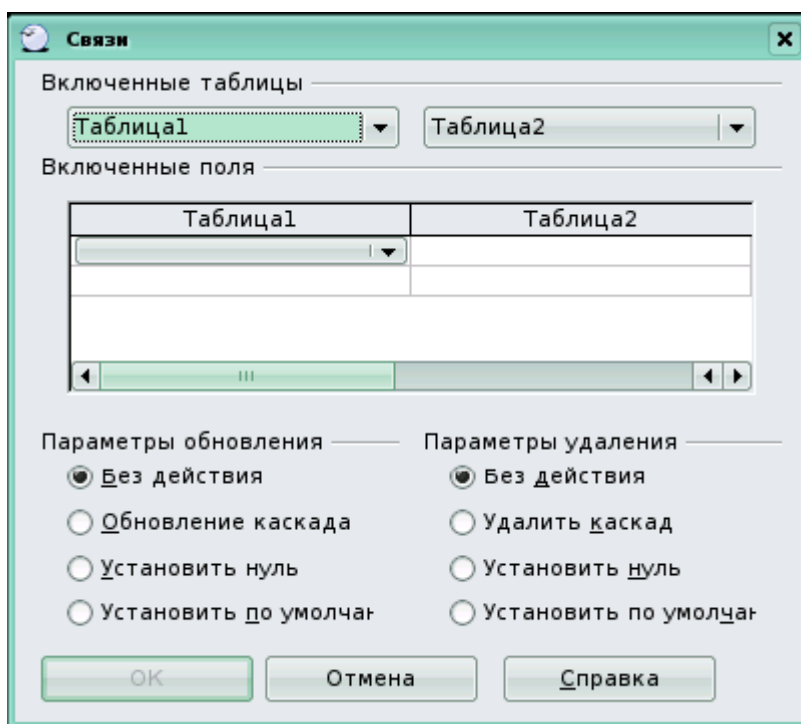 Связи
Включенные таблицы
Таблица1 Таблица2
Включенные поля
Таблица1 Таблица2
Параметры обновления Параметры удаления
Без действия Без действия
Обновление каскада Удалить каскад
Установить нуль Установить нуль
Установить по умолчан Установить по умолчан
OK Отмена Справка